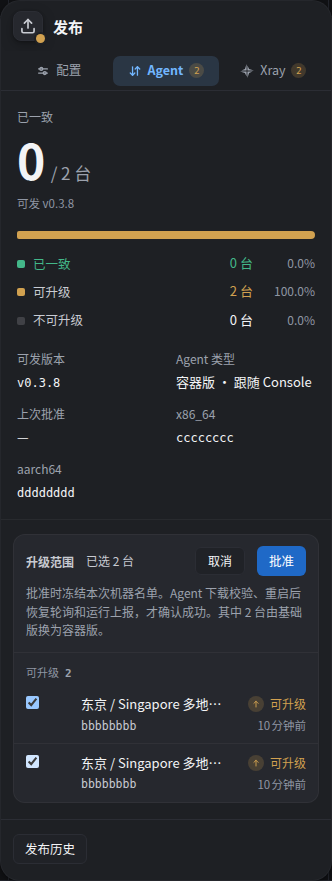 发布
配置
Agent 2
Xray 2
已一致
0 / 2 台
可发 v0.3.8
已一致 0 台 0.0%
可升级 2 台 100.0%
不可升级 0 台 0.0%
可发版本
v0.3.8
Agent 类型
容器版 · 跟随 Console
上次批准
—
x86_64
cccccccc
aarch64
dddddddd
升级范围 已选 2 台 取消 批准
批准时冻结本次机器名单。Agent 下载校验、重启后
恢复轮询和运行上报，才确认成功。其中 2 台由基础
版换为容器版。
可升级 2
东京 / Singapore 多地… 可升级
bbbbbbbb 10 分钟前
东京 / Singapore 多地… 可升级
bbbbbbbb 10 分钟前
发布历史